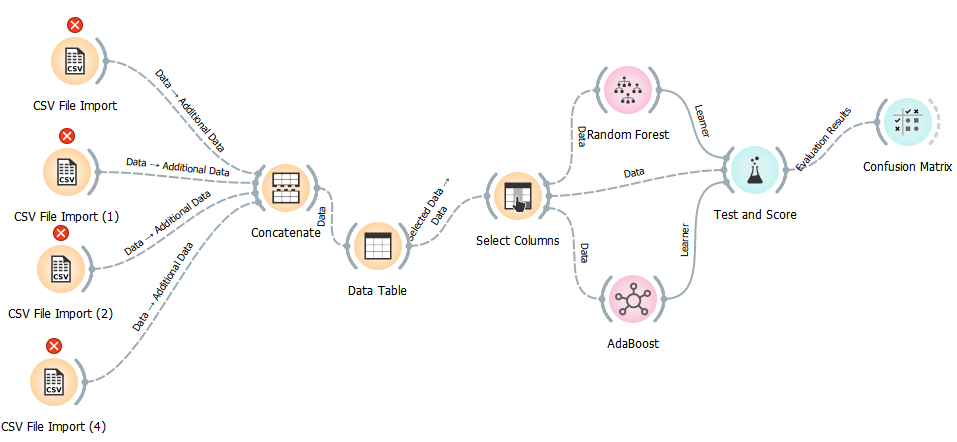 CSV
CSV File Import
Data → Additional Data
CSV
CSV File Import (1)
Data → Additional Data
CSV
CSV File Import (2)
Data → Additional Data
CSV
CSV File Import (4)
Data → Additional Data
Concatenate
Data
Data Table
Selected Data →
Data
Select Columns
Data
Data
Data
Random Forest
Learner
AdaBoost
Learner
Test and Score
Evaluation Results
Confusion Matrix